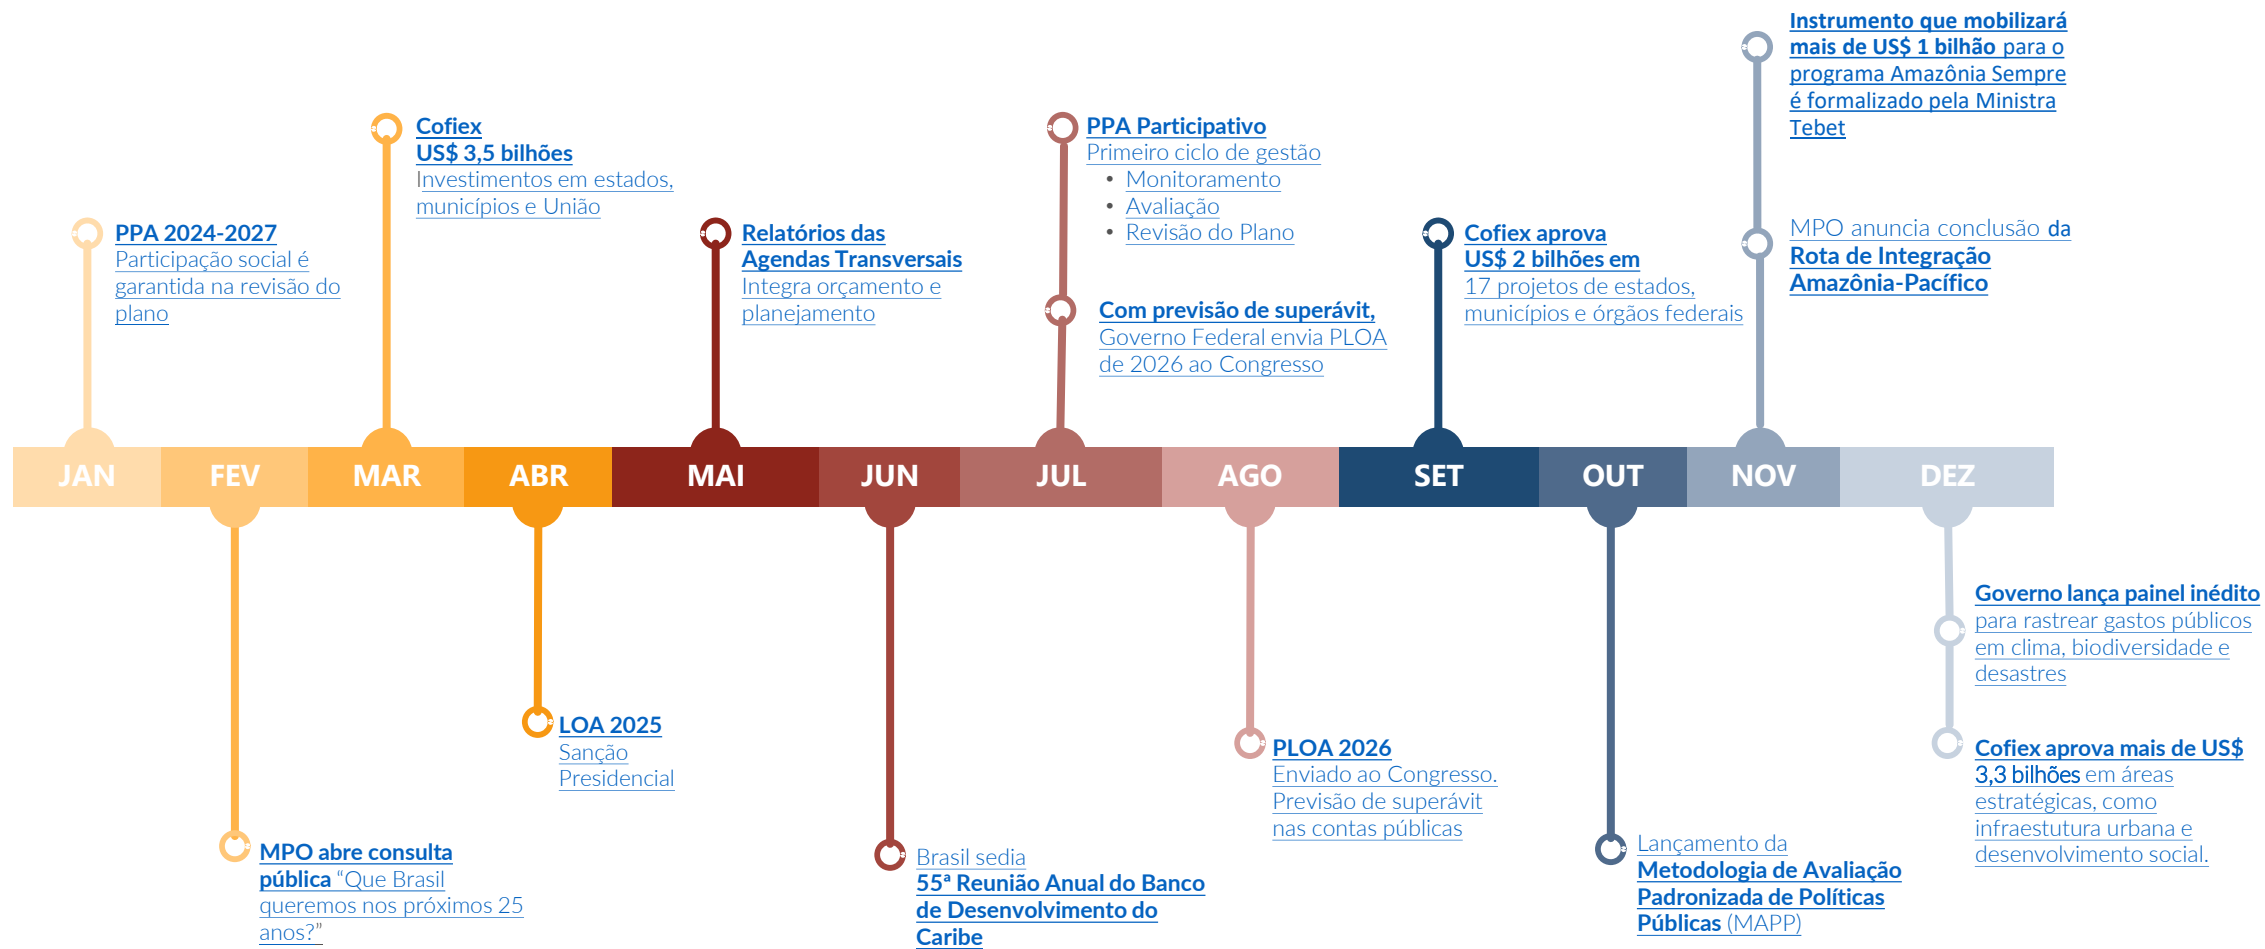 Instrumento que mobilizará
mais de US$ 1 bilhão para o
programa Amazônia Sempre
é formalizado pela Ministra
Tebet
Cofiex
US$ 3,5 bilhões
Investimentos em estados,
municípios e União
PPA Participativo
Primeiro ciclo de gestão
• Monitoramento
• Avaliação
• Revisão do Plano
PPA 2024-2027
Participação social é
garantida na revisão do
plano
Relatórios das
Agendas Transversais
Integra orçamento e
planejamento
Com previsão de superávit,
Governo Federal envia PLOA
de 2026 ao Congresso
Cofiex aprova
US$ 2 bilhões em
17 projetos de estados,
municípios e órgãos federais
MPO anuncia conclusão da
Rota de Integração
Amazônia-Pacífico
JAN FEV MAR ABR MAI JUN JUL AGO SET OUT NOV DEZ
MPO abre consulta
pública “Que Brasil
queremos nos próximos 25
anos?”
LOA 2025
Sanção
Presidencial
Brasil sedia
55ª Reunião Anual do Banco
de Desenvolvimento do
Caribe
PLOA 2026
Enviado ao Congresso.
Previsão de superávit
nas contas públicas
Lançamento da
Metodologia de Avaliação
Padronizada de Políticas
Públicas (MAPP)
Governo lança painel inédito
para rastrear gastos públicos
em clima, biodiversidade e
desastres
Cofiex aprova mais de US$
3,3 bilhões em áreas
estratégicas, como
infraestutura urbana e
desenvolvimento social.